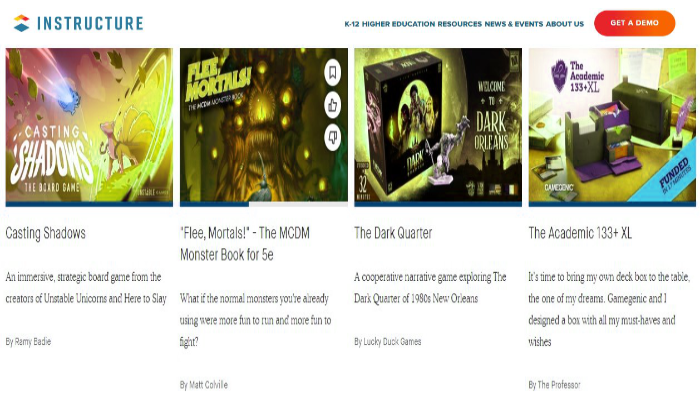 INSTRUCTURE
K-12 HIGHER EDUCATION RESOURCES NEWS & EVENTS ABOUT US
GET A DEMO
CASTING
SHADOWS
THE BOARD GAME
UNSTABLE
FLEE,
MORTALS!
THE MCDM MONSTER BOOK
WELCOME
TO
DARK
ORLEANS
FUNDED
32
MINUTES
The
Academic
133+XL
GAMEGENIC
FUNDED
Casting Shadows
"Flee, Mortals!" - The MCDM
Monster Book for 5e
The Dark Quarter
The Academic 133+ XL
An immersive, strategic board game from the
creators of Unstable Unicorns and Here to Slay
What if the normal monsters you're already
using were more fun to run and more fun to
fight?
A cooperative narrative game exploring The
Dark Quarter of 1980s New Orleans
It's time to bring my own deck box to the table,
the one of my dreams. Gamegenic and I
designed a box with all my must-haves and
wishes
By Ramy Badie
By Matt Colville
By Lucky Duck Games
By The Professor